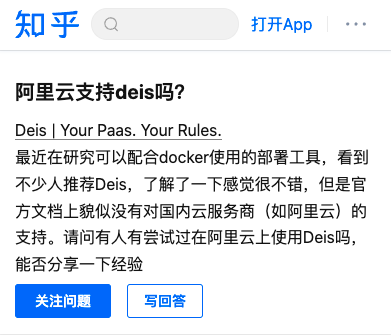 知乎
打开App
阿里云支持deis吗?
Deis | Your Paas. Your Rules.
最近在研究可以配合docker使用的部署工具，看到
不少人推荐Deis，了解了一下感觉很不错，但是官
方文档上貌似没有对国内云服务商（如阿里云）的
支持。请问有人有尝试过在阿里云上使用Deis吗，
能否分享一下经验
关注问题
写回答